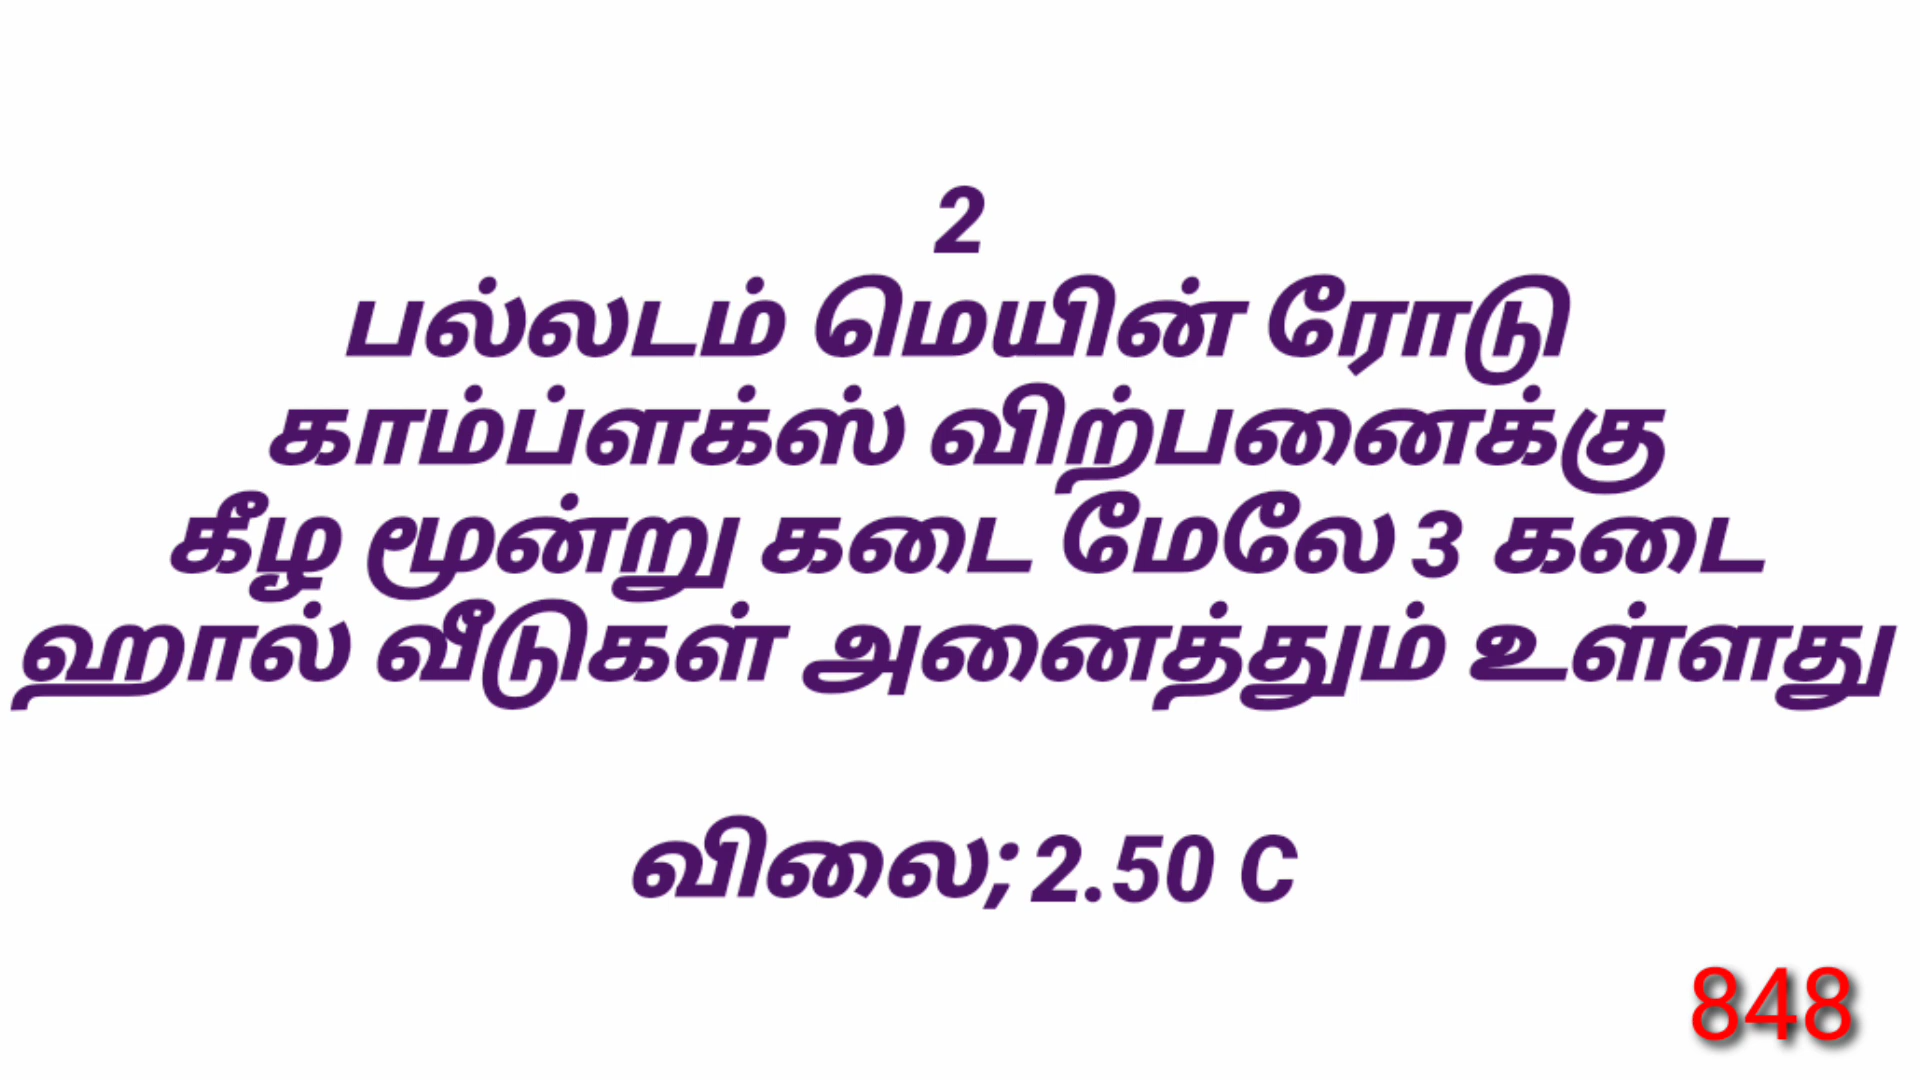 2
பல்லடம் மெயின் ரோடு
காம்ப்ளக்ஸ் விற்பனைக்கு
கீழ மூன்று கடை மேலே 3 கடை
ஹால் வீடுகள் அனைத்தும் உள்ளது
விலை; 2.50 C
848